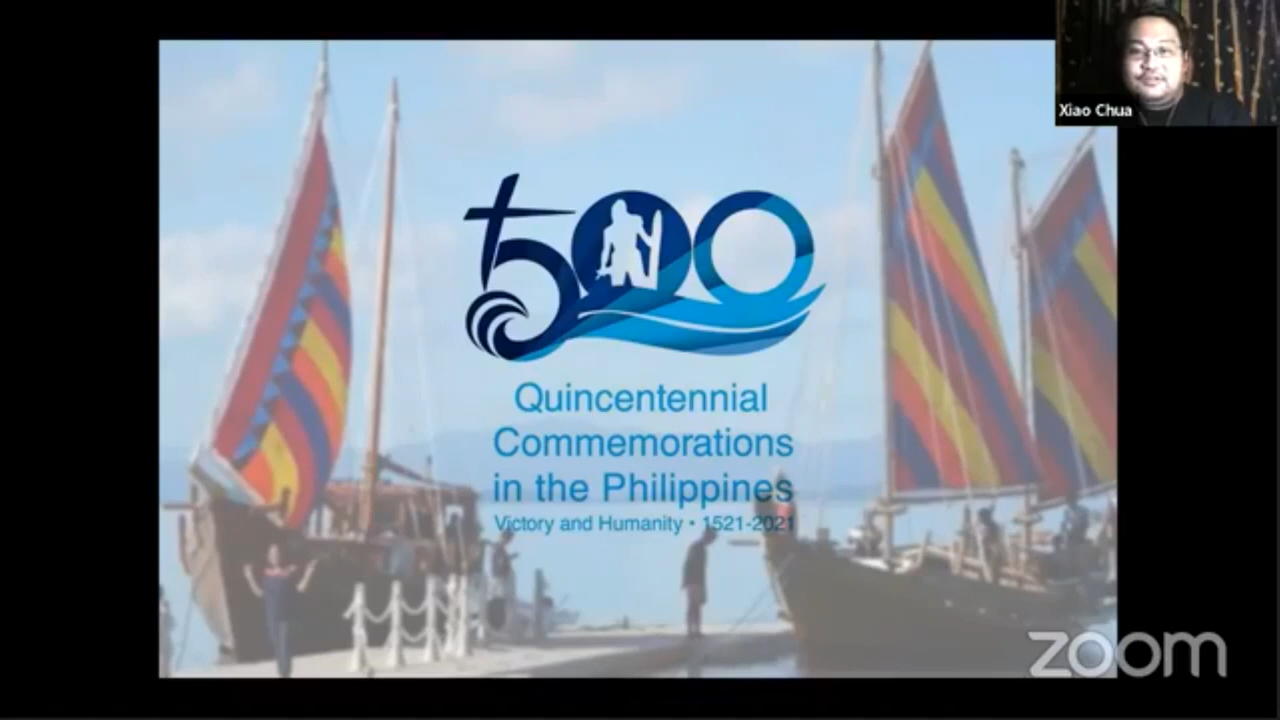 Xiao Chua
500
Quincentennial
Commemorations
in the Philippines
Victory and Humanity • 1521-2021
zoom